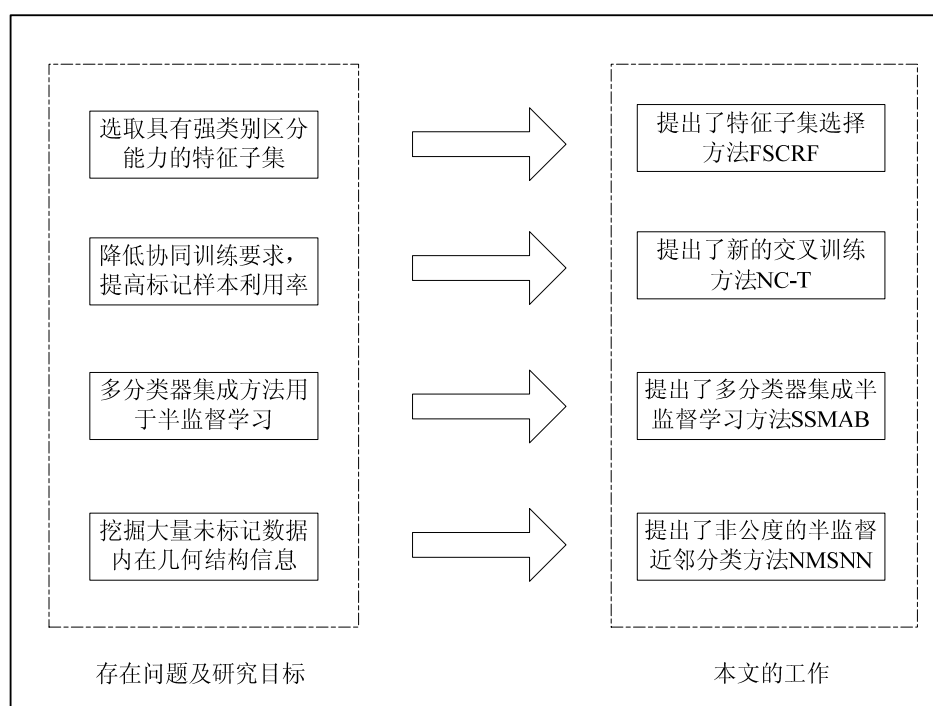 选取具有强类别区分
能力的特征子集
提出了特征子集选择
方法FSCRF
降低协同训练要求，
提高标记样本利用率
提出了新的交叉训练
方法NC-T
多分类器集成方法用
于半监督学习
提出了多分类器集成半
监督学习方法SSMAB
挖掘大量未标记数据
内在几何结构信息
提出了非公度的半监督
近邻分类方法NMSNN
存在问题及研究目标
本文的工作